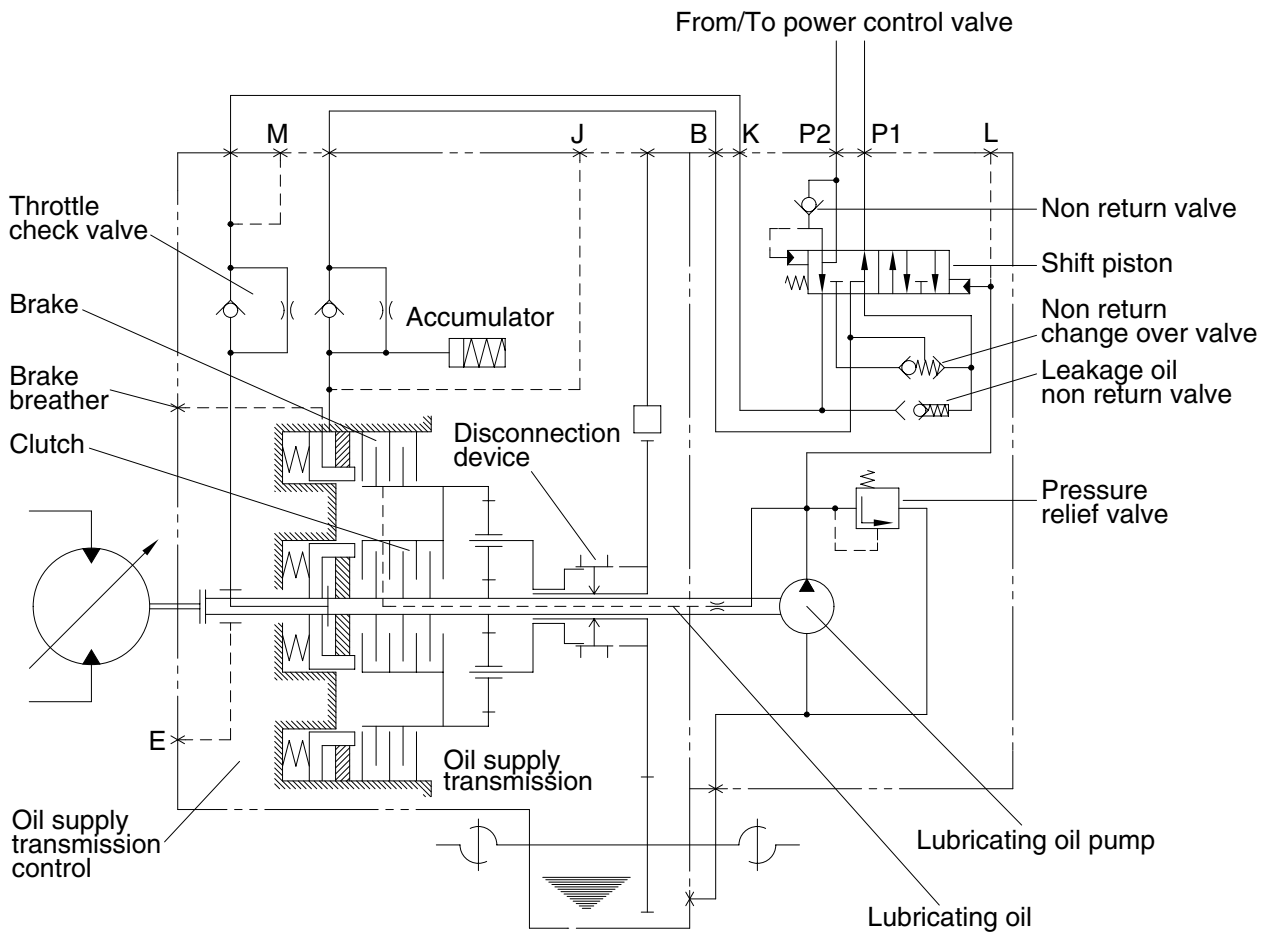 From/To power control valve
M
J
B
K
P2
P1
L
Throttle
check valve
Non return valve
Shift piston
Brake
Accumulator
Non return
change over valve
Brake
breather
Leakage oil
non return valve
Clutch
Disconnection
device
Pressure
relief valve
E
Oil supply
transmission
Oil supply
transmission
control
Lubricating oil pump
Lubricating oil